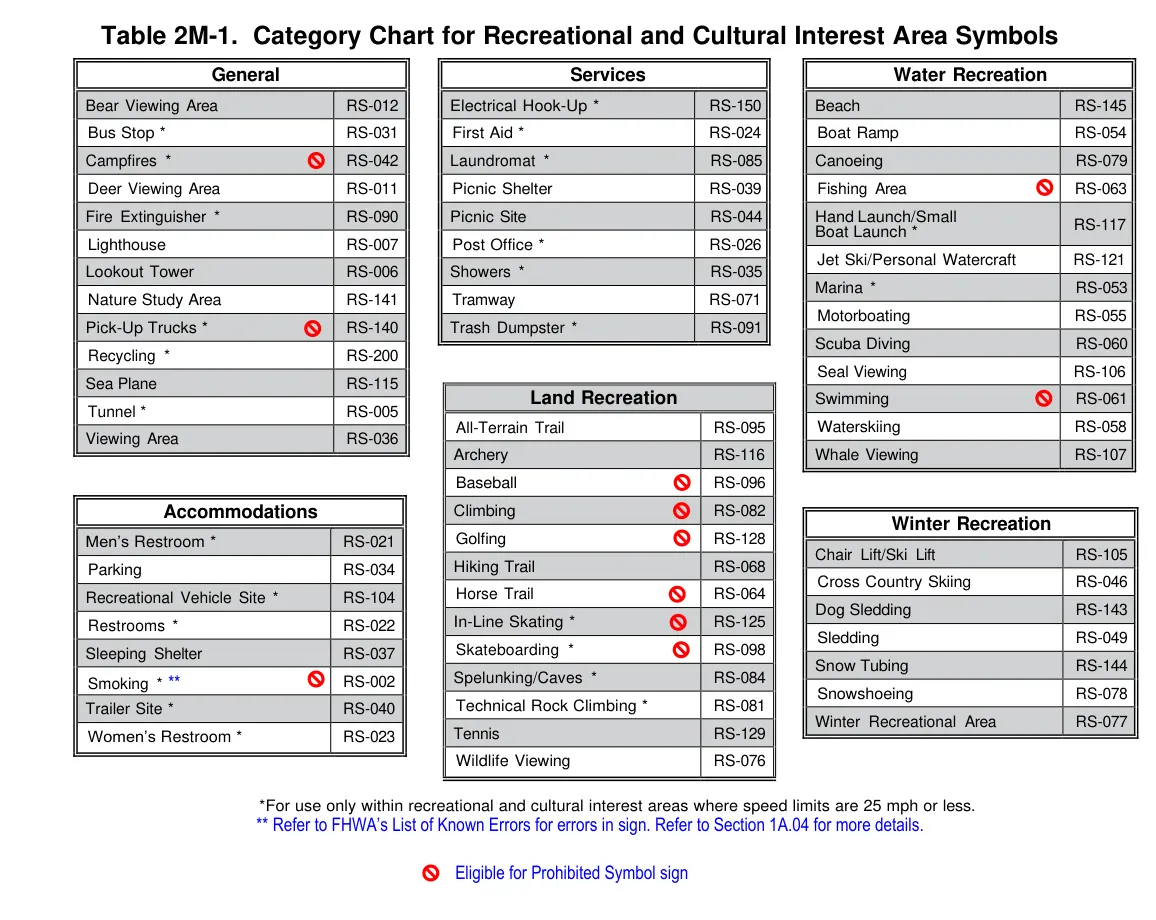 Table 2M-1. Category Chart for Recreational and Cultural Interest Area Symbols
General
Bear Viewing Area RS-012
Bus Stop * RS-031
Campfires * RS-042
Deer Viewing Area RS-011
Fire Extinguisher * RS-090
Lighthouse RS-007
Lookout Tower RS-006
Nature Study Area RS-141
Pick-Up Trucks * RS-140
Recycling * RS-200
Sea Plane RS-115
Tunnel * RS-005
Viewing Area RS-036
Accommodations
Men's Restroom * RS-021
Parking RS-034
Recreational Vehicle Site * RS-104
Restrooms * RS-022
Sleeping Shelter RS-037
Smoking * ** RS-002
Trailer Site * RS-040
Women's Restroom * RS-023
Services
Electrical Hook-Up * RS-150
First Aid * RS-024
Laundromat * RS-085
Picnic Shelter RS-039
Picnic Site RS-044
Post Office * RS-026
Showers * RS-035
Tramway RS-071
Trash Dumpster * RS-091
Land Recreation
All-Terrain Trail RS-095
Archery RS-116
Baseball RS-096
Climbing RS-082
Golfing RS-128
Hiking Trail RS-068
Horse Trail RS-064
In-Line Skating * RS-125
Skateboarding * RS-098
Spelunking/Caves * RS-084
Technical Rock Climbing * RS-081
Tennis RS-129
Wildlife Viewing RS-076
Water Recreation
Beach RS-145
Boat Ramp RS-054
Canoeing RS-079
Fishing Area RS-063
Hand Launch/Small
Boat Launch * RS-117
Jet Ski/Personal Watercraft RS-121
Marina * RS-053
Motorboating RS-055
Scuba Diving RS-060
Seal Viewing RS-106
Swimming RS-061
Waterskiing RS-058
Whale Viewing RS-107
Winter Recreation
Chair Lift/Ski Lift RS-105
Cross Country Skiing RS-046
Dog Sledding RS-143
Sledding RS-049
Snow Tubing RS-144
Snowshoeing RS-078
Winter Recreational Area RS-077
*For use only within recreational and cultural interest areas where speed limits are 25 mph or less.
** Refer to FHWA's List of Known Errors for errors in sign. Refer to Section 1A.04 for more details.
Eligible for Prohibited Symbol sign